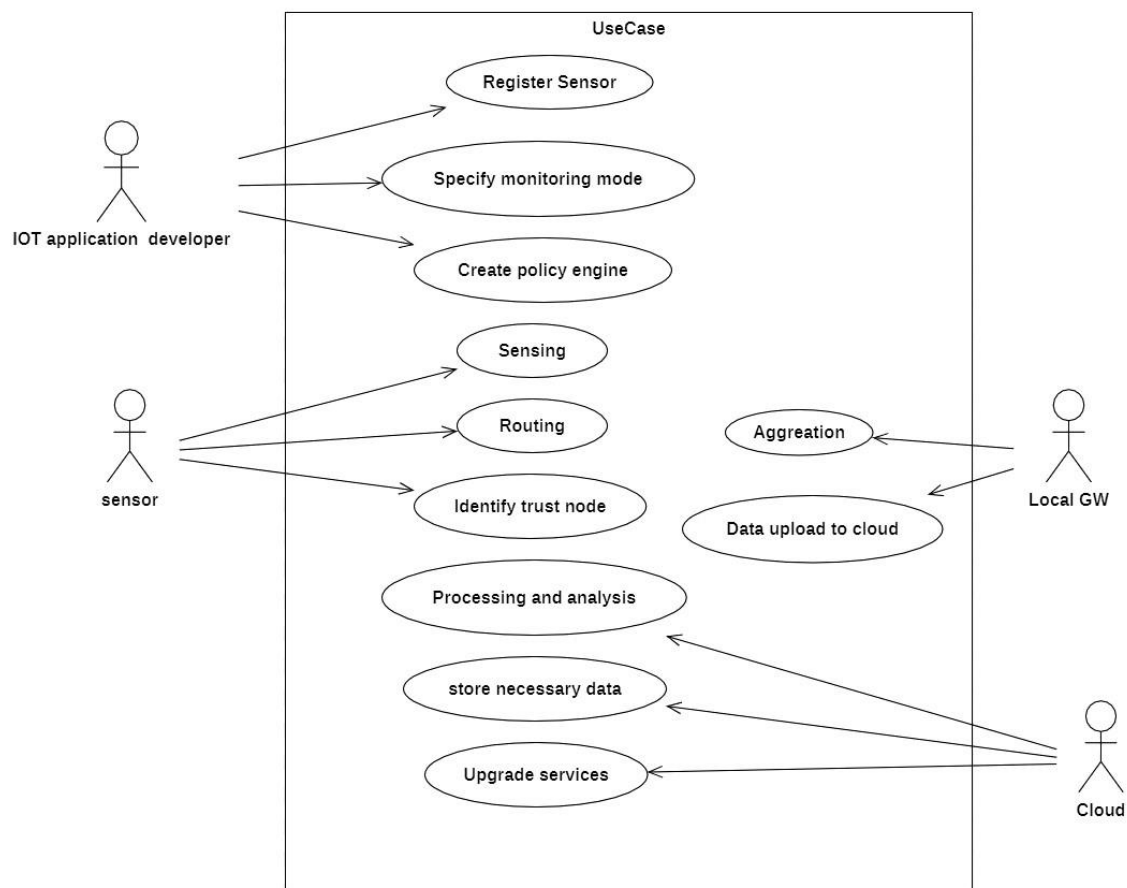 UseCase
Register Sensor
Specify monitoring mode
IOT application  developer
Create policy engine
Sensing
Routing
Aggreation
sensor
Identify trust node
Local GW
Data upload to cloud
Processing and analysis
store necessary data
Upgrade services
Cloud